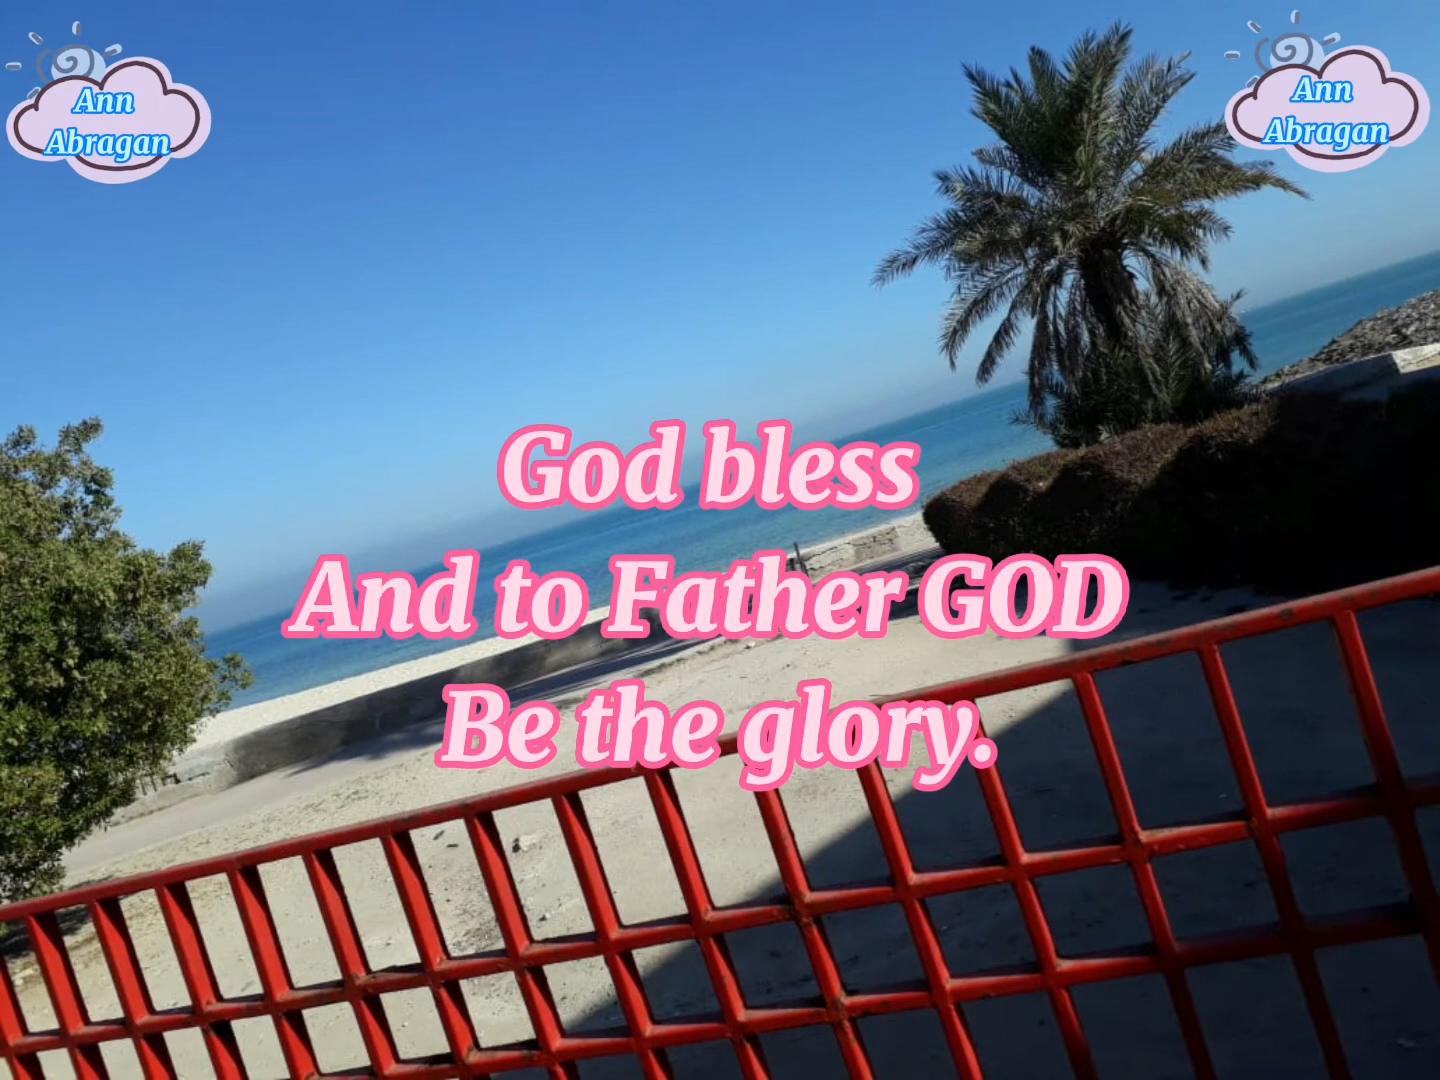 Ann
Abragan
Ann
Abragan
God bless
And to Father GOD
Be the glory.